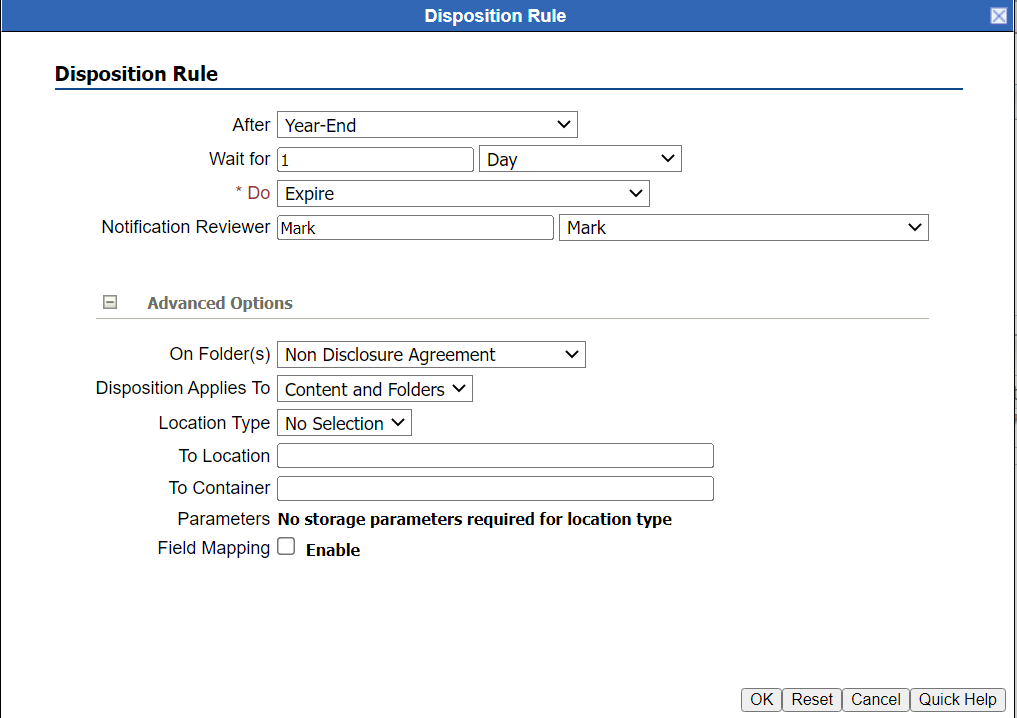 Disposition Rule
Disposition Rule
After Year-End
Wait for 1 Day
* Do Expire
Notification Reviewer Mark Mark
Advanced Options
On Folder(s) Non Disclosure Agreement
Disposition Applies To Content and Folders
Location Type No Selection
To Location
To Container
Parameters No storage parameters required for location type
Field Mapping Enable
OK Reset Cancel Quick Help